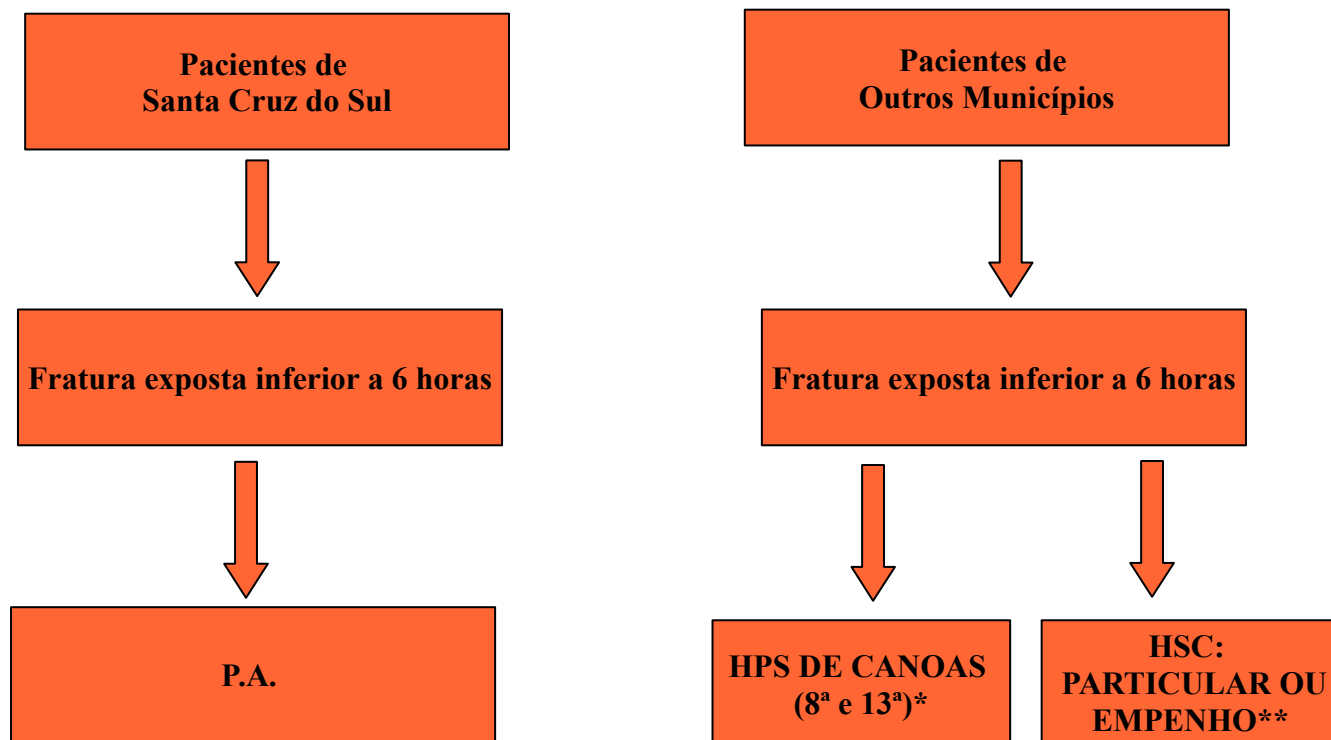 Pacientes de
Santa Cruz do Sul
Pacientes de
Outros Municípios
Fratura exposta inferior a 6 horas
Fratura exposta inferior a 6 horas
P.A.
HPS DE CANOAS
(8ª e 13ª)*
HSC:
PARTICULAR OU
EMPENHO**